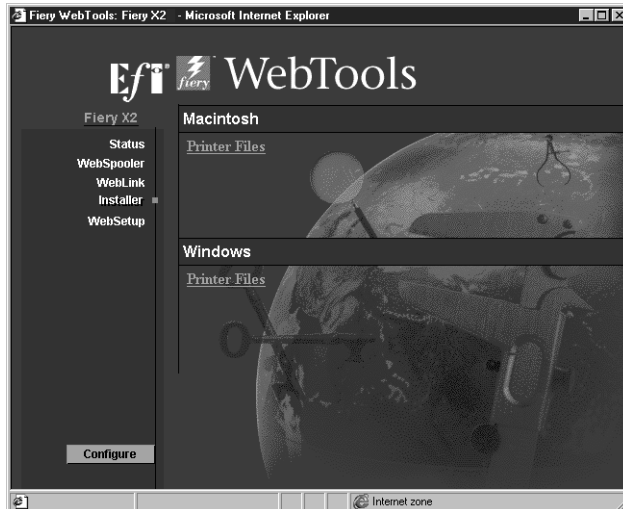 Fiery WebTools: Fiery X2 - Microsoft Internet Explorer
Efi fiery WebTools
Fiery X2
Status
WebSpooler
WebLink
Installer
WebSetup
Configure
Macintosh
Printer Files
Windows
Printer Files
Internet zone